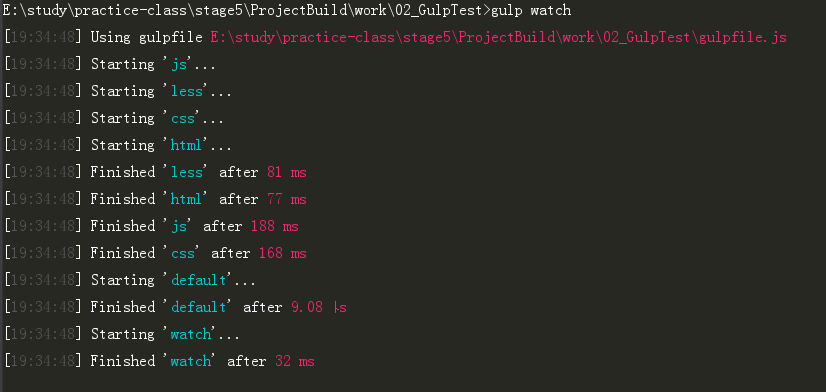 E:\study\practice-class\stage5\ProjectBuild\work\02_GulpTest>gulp watch
[19:34:48] Using gulpfile E:\study\practice-class\stage5\ProjectBuild\work\02_GulpTest\gulpfile.js
[19:34:48] Starting 'js'...
[19:34:48] Starting 'less'...
[19:34:48] Starting 'css'...
[19:34:48] Starting 'html'...
[19:34:48] Finished 'less' after 81 ms
[19:34:48] Finished 'html' after 77 ms
[19:34:48] Finished 'js' after 188 ms
[19:34:48] Finished 'css' after 168 ms
[19:34:48] Starting 'default'...
[19:34:48] Finished 'default' after 9.08 μs
[19:34:48] Starting 'watch'...
[19:34:48] Finished 'watch' after 32 ms